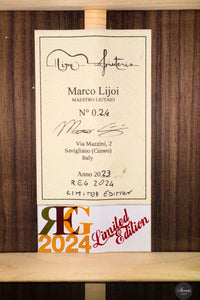 Marco Lijoi
MAESTRO LIUTAIO
N° 024
Via Mazzini, 2
Savigliano (Cuneo)
Italy
Anno 2023
REG 2024
LIMITED EDITION
REG
2024
Limited
Edition